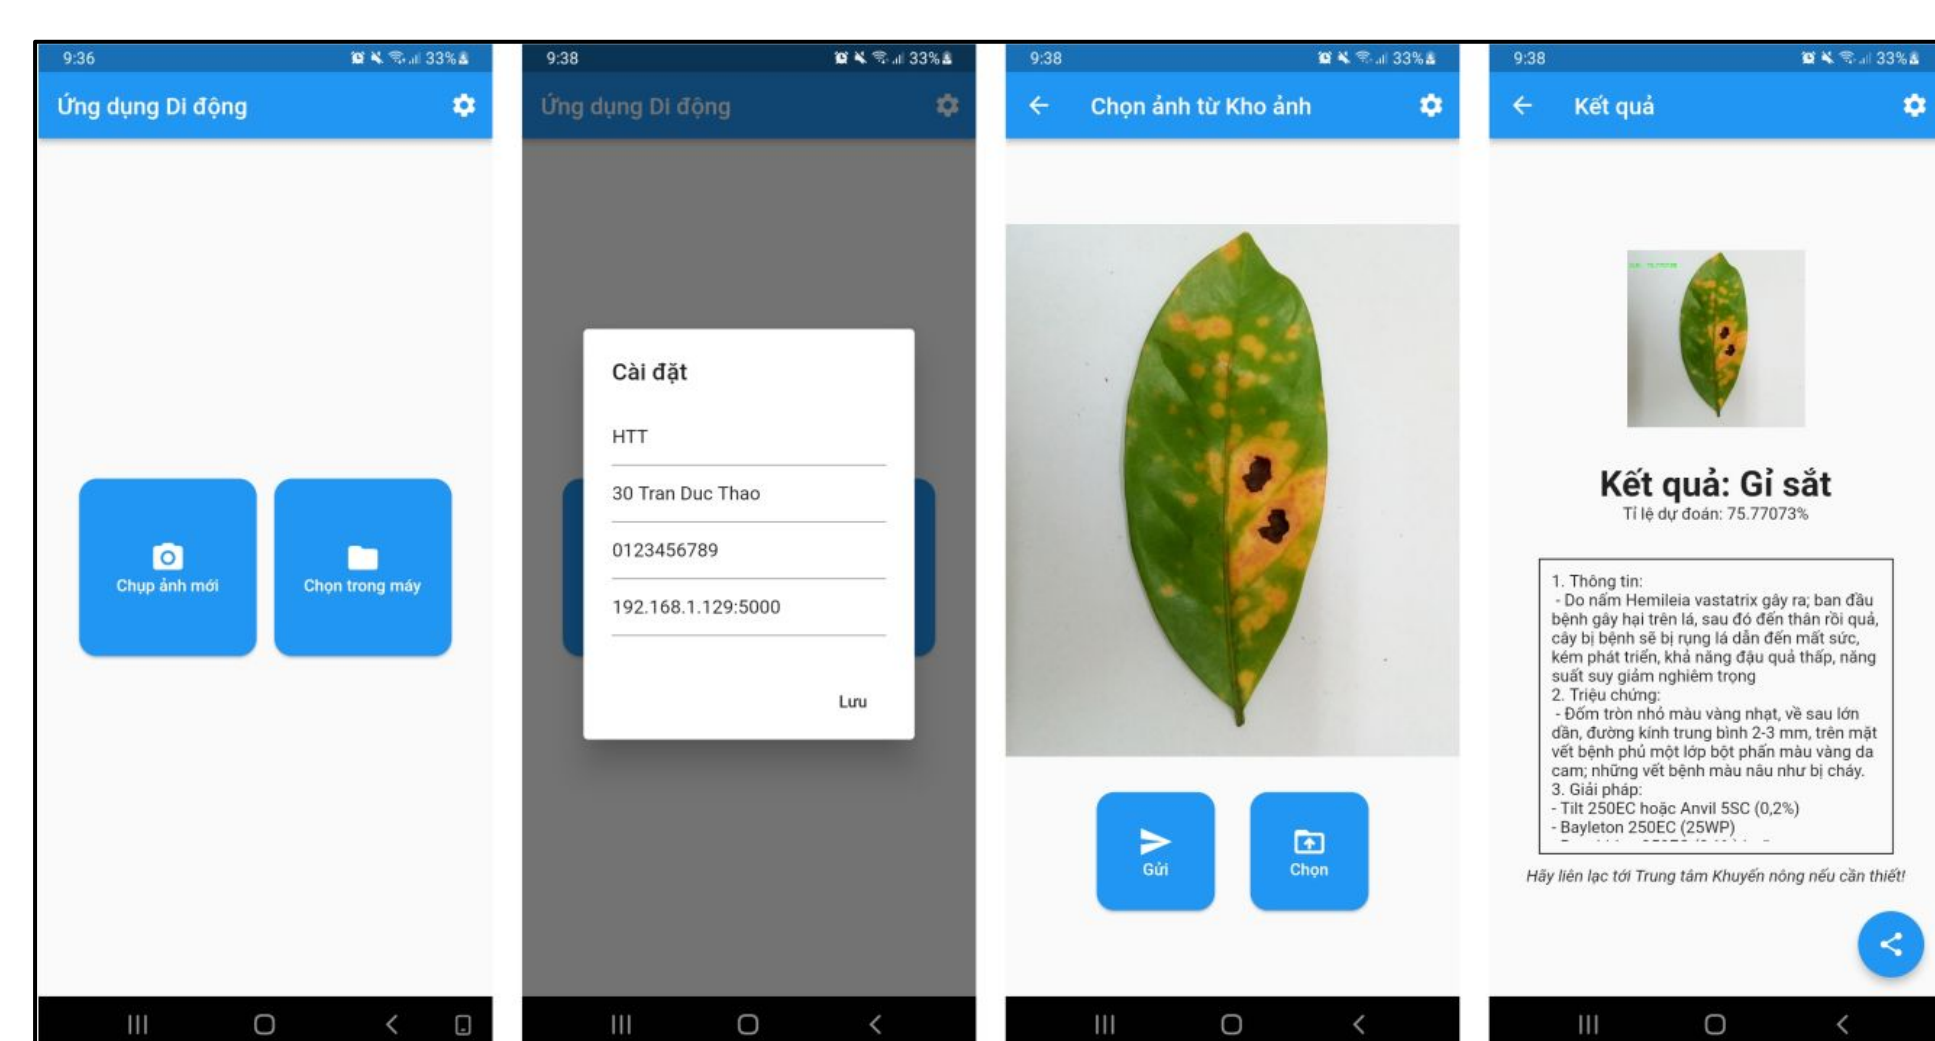 9:36
33%
Ứng dụng Di động
Chụp ảnh mới
Chọn trong máy
9:38
33%
Ứng dụng Di động
Cài đặt
HTT
30 Tran Duc Thao
0123456789
192.168.1.129:5000
Lưu
9:38
33%
Chọn ảnh từ Kho ảnh
Gửi
Chọn
9:38
33%
Kết quả
Kết quả: Gỉ sắt
Tỉ lệ dự đoán: 75.77073%
1. Thông tin:
- Do nấm Hemileia vastatrix gây ra; ban đầu
bệnh gây hại trên lá, sau đó đến thân rồi quả,
cây bị bệnh sẽ bị rụng lá dẫn đến mất sức,
kém phát triển, khả năng đậu quả thấp, năng
suất suy giảm nghiêm trọng
2. Triệu chứng:
- Đốm tròn nhỏ màu vàng nhạt, về sau lớn
dần, đường kính trung bình 2-3 mm, trên mặt
vết bệnh phủ một lớp bột phấn màu vàng da
cam; những vết bệnh màu nâu như bị cháy.
3. Giải pháp:
- Tilt 250EC hoặc Anvil 5SC (0,2%)
- Bayleton 250EC (25WP)
Hãy liên lạc tới Trung tâm Khuyến nông nếu cần thiết!